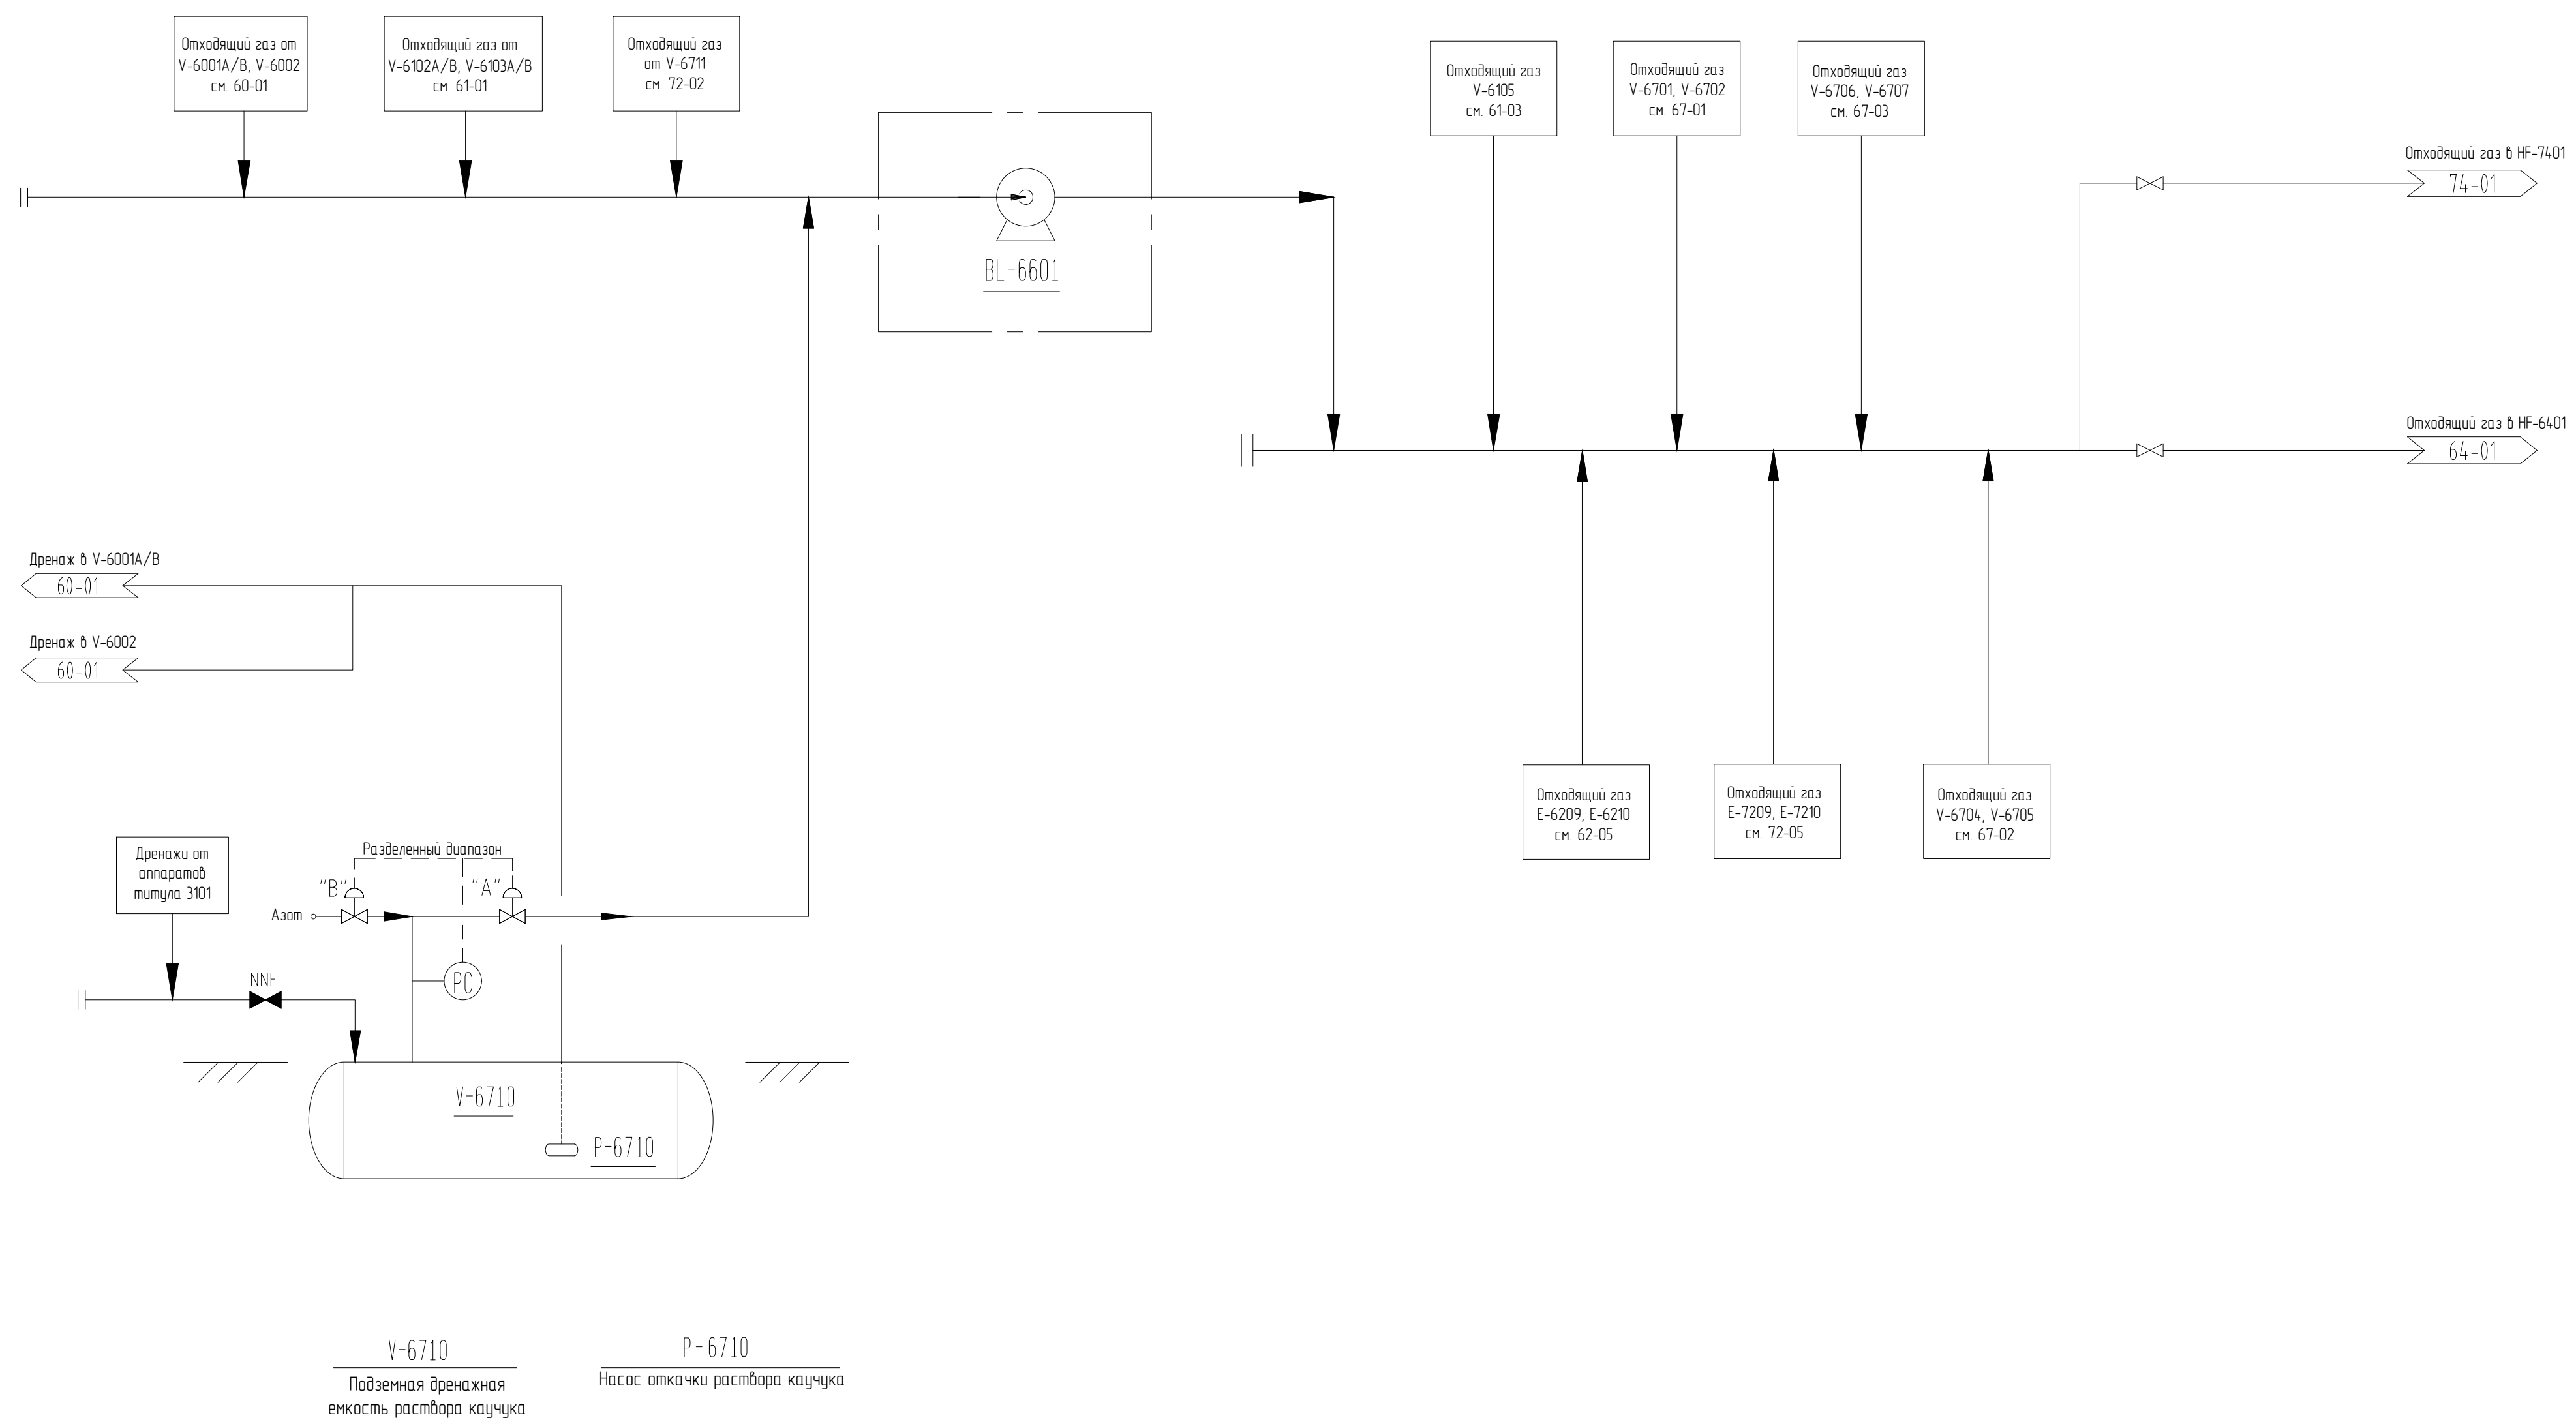 Отходящий газ от
V-6001A/B, V-6002
см. 60-01
Отходящий газ от
V-6102A/B, V-6103A/B
см. 61-01
Отходящий газ
от V-6711
см. 72-02
BL-6601
Отходящий газ
V-6105
см. 61-03
Отходящий газ
V-6701, V-6702
см. 67-01
Отходящий газ
V-6706, V-6707
см. 67-03
Отходящий газ в HF-7401
74-01
Отходящий газ в HF-6401
64-01
Дренаж в V-6001A/B
60-01
Дренаж в V-6002
60-01
Отходящий газ
E-6209, E-6210
см. 62-05
Отходящий газ
E-7209, E-7210
см. 72-05
Отходящий газ
V-6704, V-6705
см. 67-02
Дренажи от
аппаратов
титула 3101
Разделенный диапазон
"B"
"A"
Азот
PC
NNF
V-6710
P-6710
V-6710
Подземная дренажная
емкость раствора каучука
P-6710
Насос откачки раствора каучука